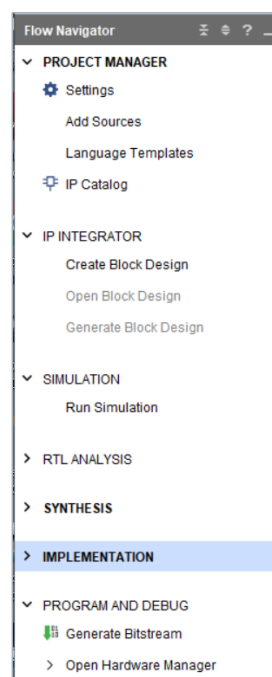 Flow Navigator
PROJECT MANAGER
Settings
Add Sources
Language Templates
IP Catalog
IP INTEGRATOR
Create Block Design
Open Block Design
Generate Block Design
SIMULATION
Run Simulation
RTL ANALYSIS
SYNTHESIS
IMPLEMENTATION
PROGRAM AND DEBUG
Generate Bitstream
Open Hardware Manager